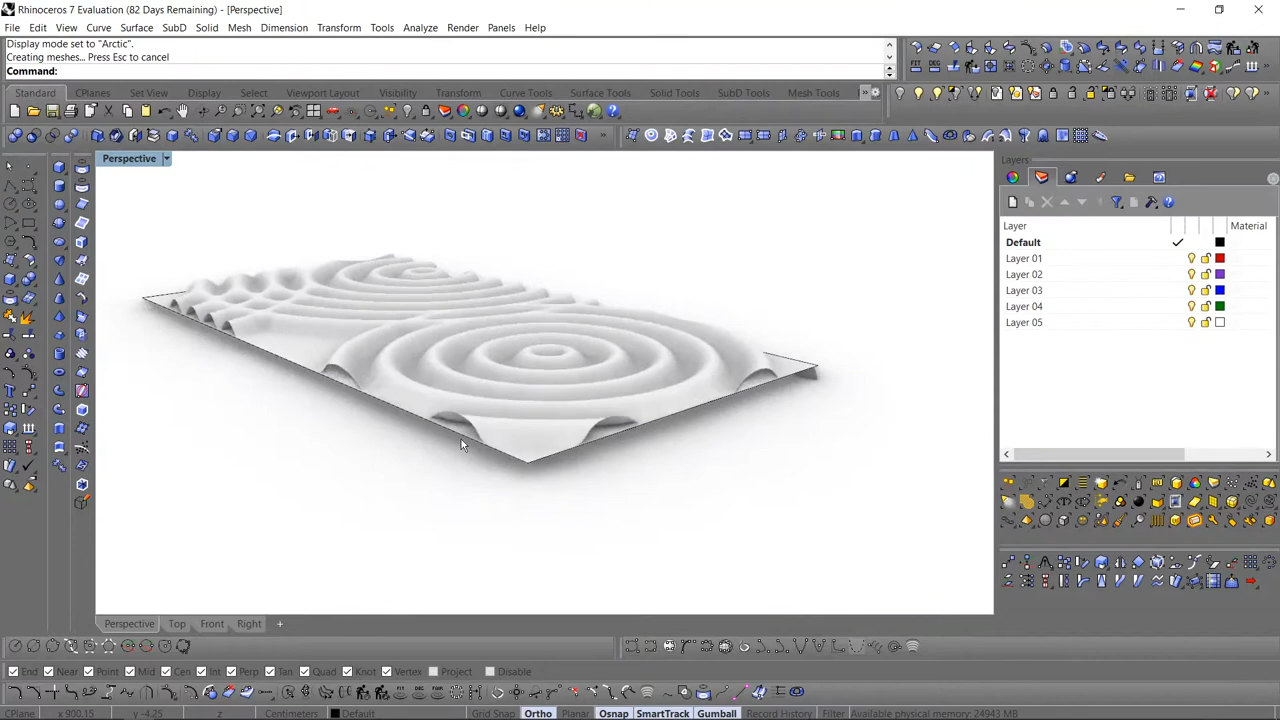 Rhinoceros 7 Evaluation (82 Days Remaining) - [Perspective]
File Edit View Curve Surface SubD Solid Mesh Dimension Transform Tools Analyze Render Panels Help
Display mode set to "Arctic".
Creating meshes... Press Esc to cancel
Command:
Standard CPlanes Set View Display Select Viewport Layout Visibility Transform Curve Tools Surface Tools Solid Tools SubD Tools Mesh Tools
Perspective
Layers
Layer Material
Default
Layer 01
Layer 02
Layer 03
Layer 04
Layer 05
Perspective Top Front Right
End Near Point Mid Cen Int Perp Tan Quad Knot Vertex Project Disable
CPlane x 900.15 y -4.25 z Centimeters Default Grid Snap Ortho Planar Osnap SmartTrack Gumball Record History Filter Available physical memory: 24943 MB